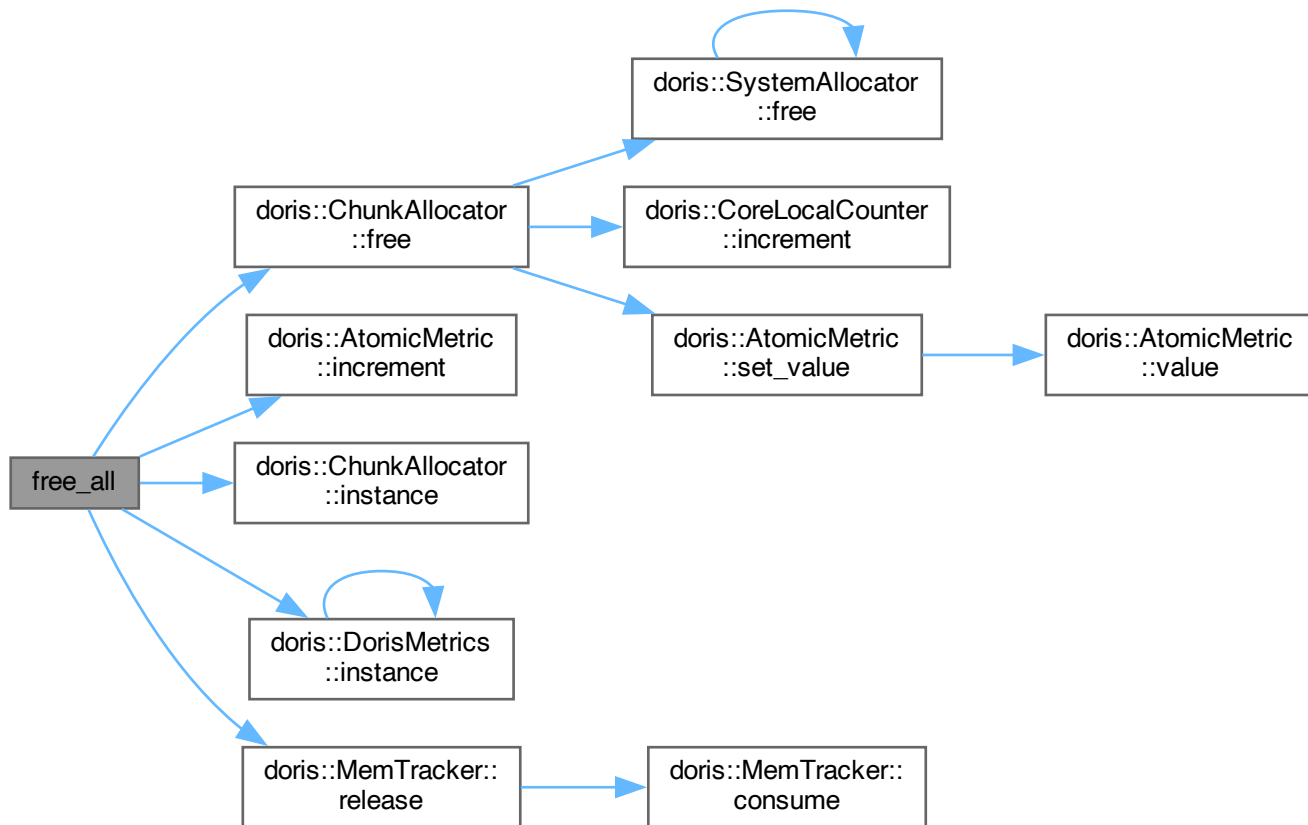 doris::SystemAllocator
::free
doris::ChunkAllocator
::free
doris::CoreLocalCounter
::increment
doris::AtomicMetric
::increment
doris::AtomicMetric
::set_value
doris::AtomicMetric
::value
free_all
doris::ChunkAllocator
::instance
doris::DorisMetrics
::instance
doris::MemTracker::
release
doris::MemTracker::
consume